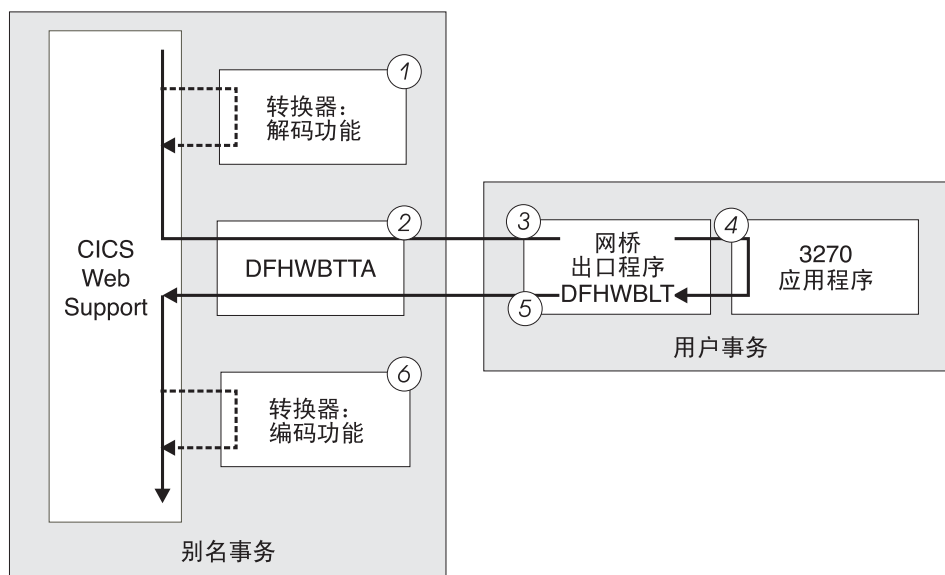 1
转换器:
解码功能
2
DFHWBTTA
CICS
Web
Support
3
网桥
出口程序
DFHWBLT
4
3270
应用程序
5
用户事务
6
转换器:
编码功能
别名事务